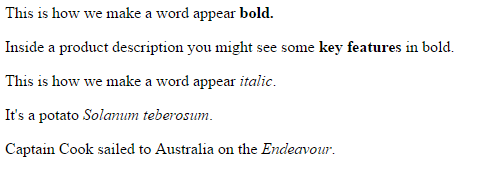 This is how we make a word appear bold.
Inside a product description you might see some key features in bold.
This is how we make a word appear italic.
It's a potato Solanum teberosum.
Captain Cook sailed to Australia on the Endeavour.